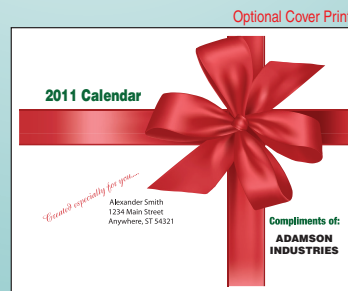 Optional Cover Print
2011 Calendar
Created especially for you....
Alexander Smith
1234 Main Street
Anywhere, ST 54321
Compliments of:
ADAMSON
INDUSTRIES